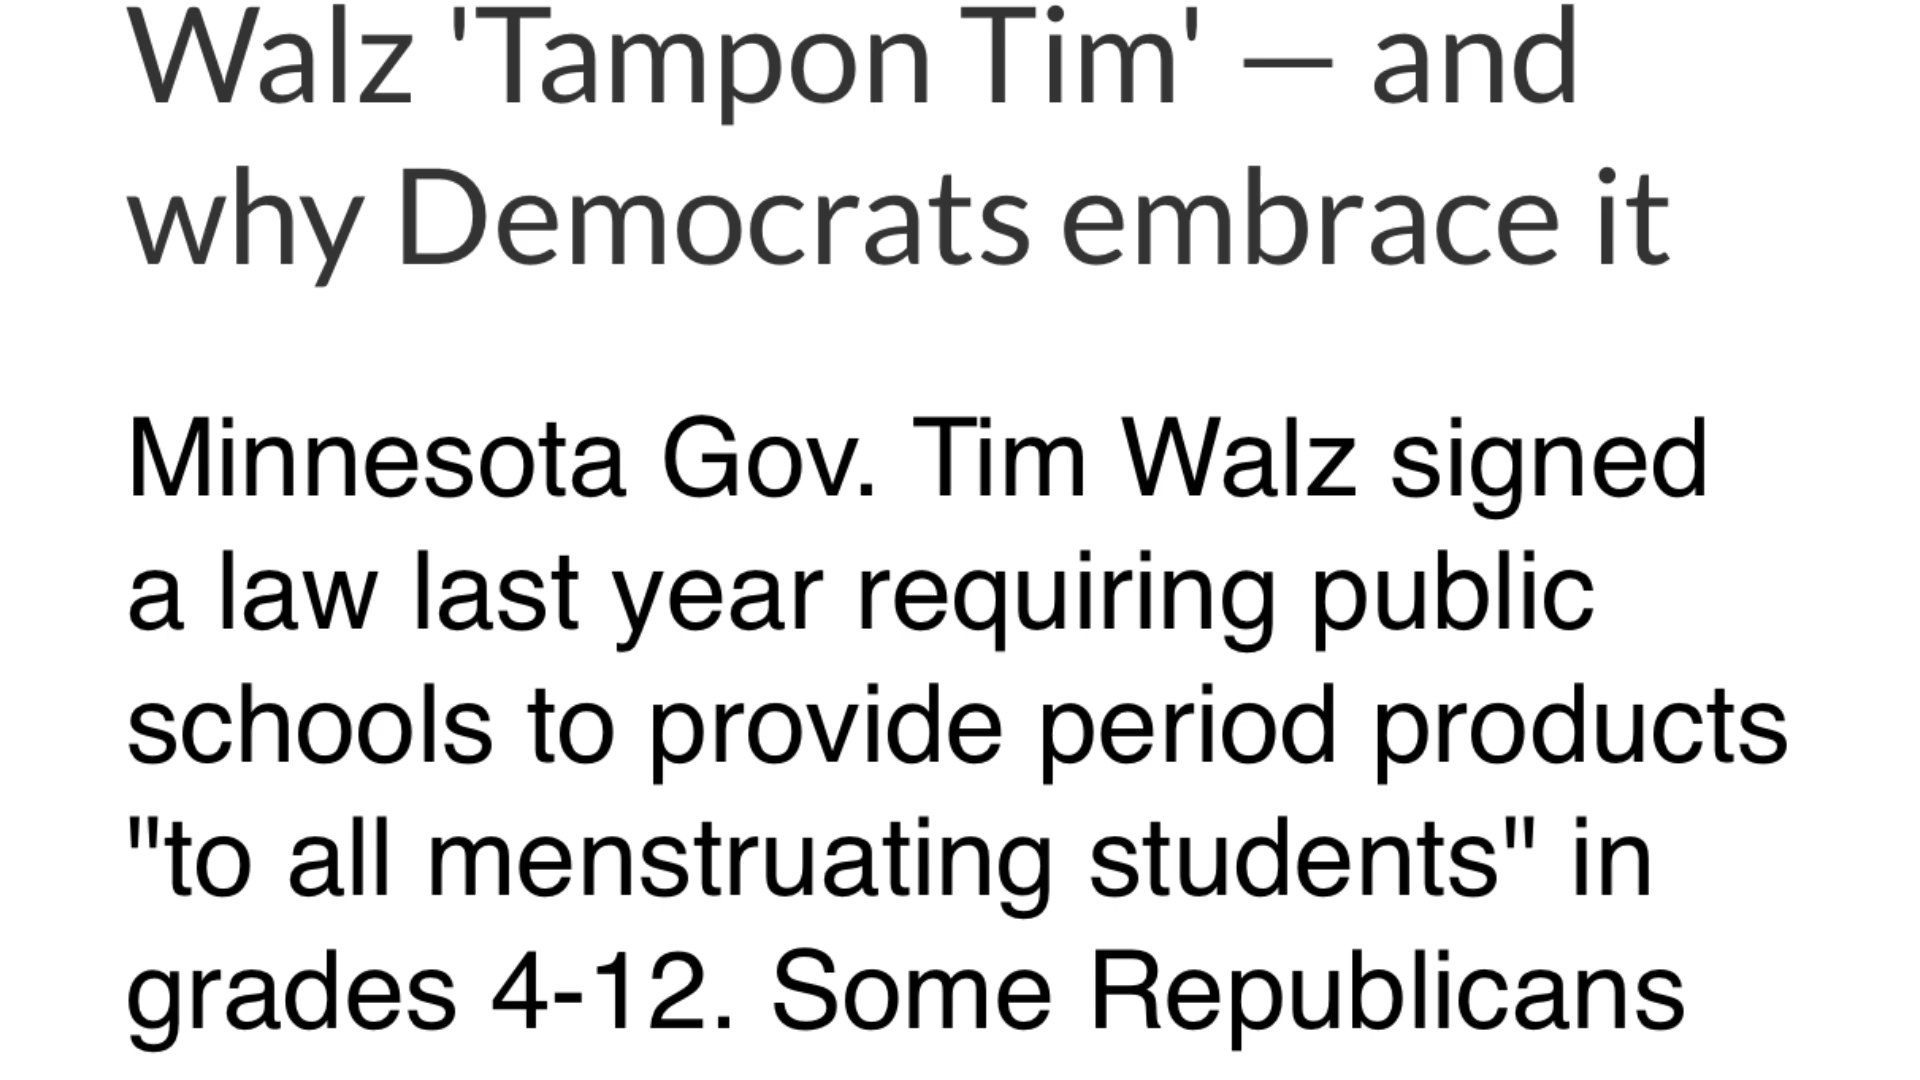 Walz 'Tampon Tim' — and
why Democrats embrace it
Minnesota Gov. Tim Walz signed
a law last year requiring public
schools to provide period products
"to all menstruating students" in
grades 4-12. Some Republicans